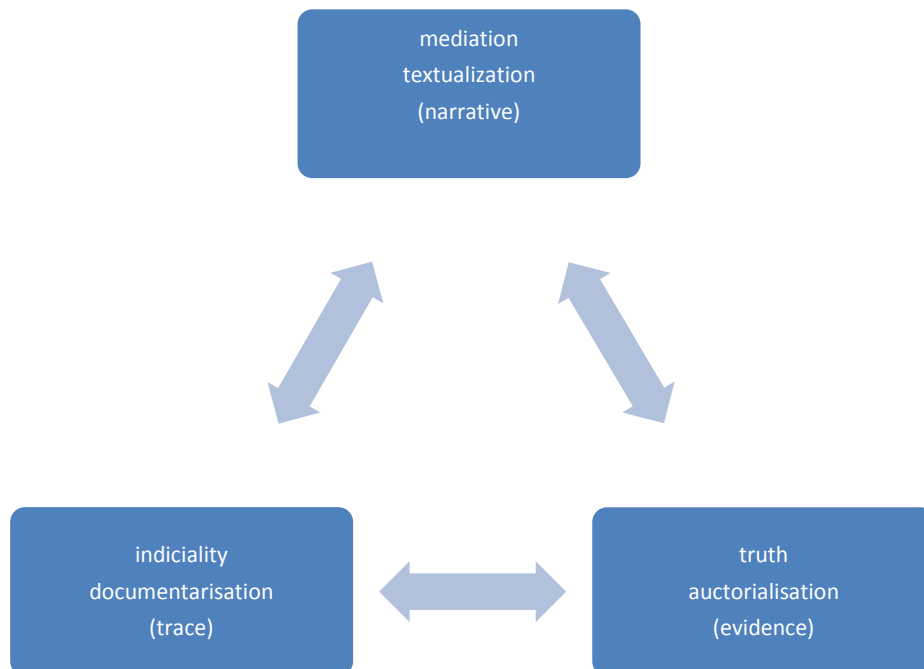 mediation
textualization
(narrative)
indiciality
documentarisation
(trace)
truth
auctorialisation
(evidence)